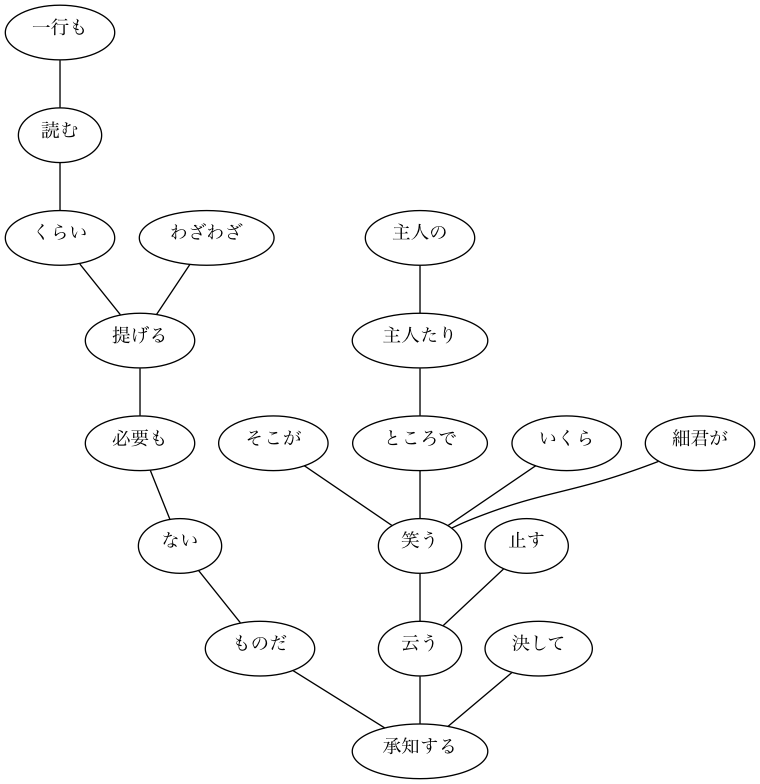 一行も
読む
くらい
わざわざ
主人の
提げる
主人たり
必要も
そこが
ところで
いくら
細君が
ない
笑う
止す
ものだ
云う
決して
承知する